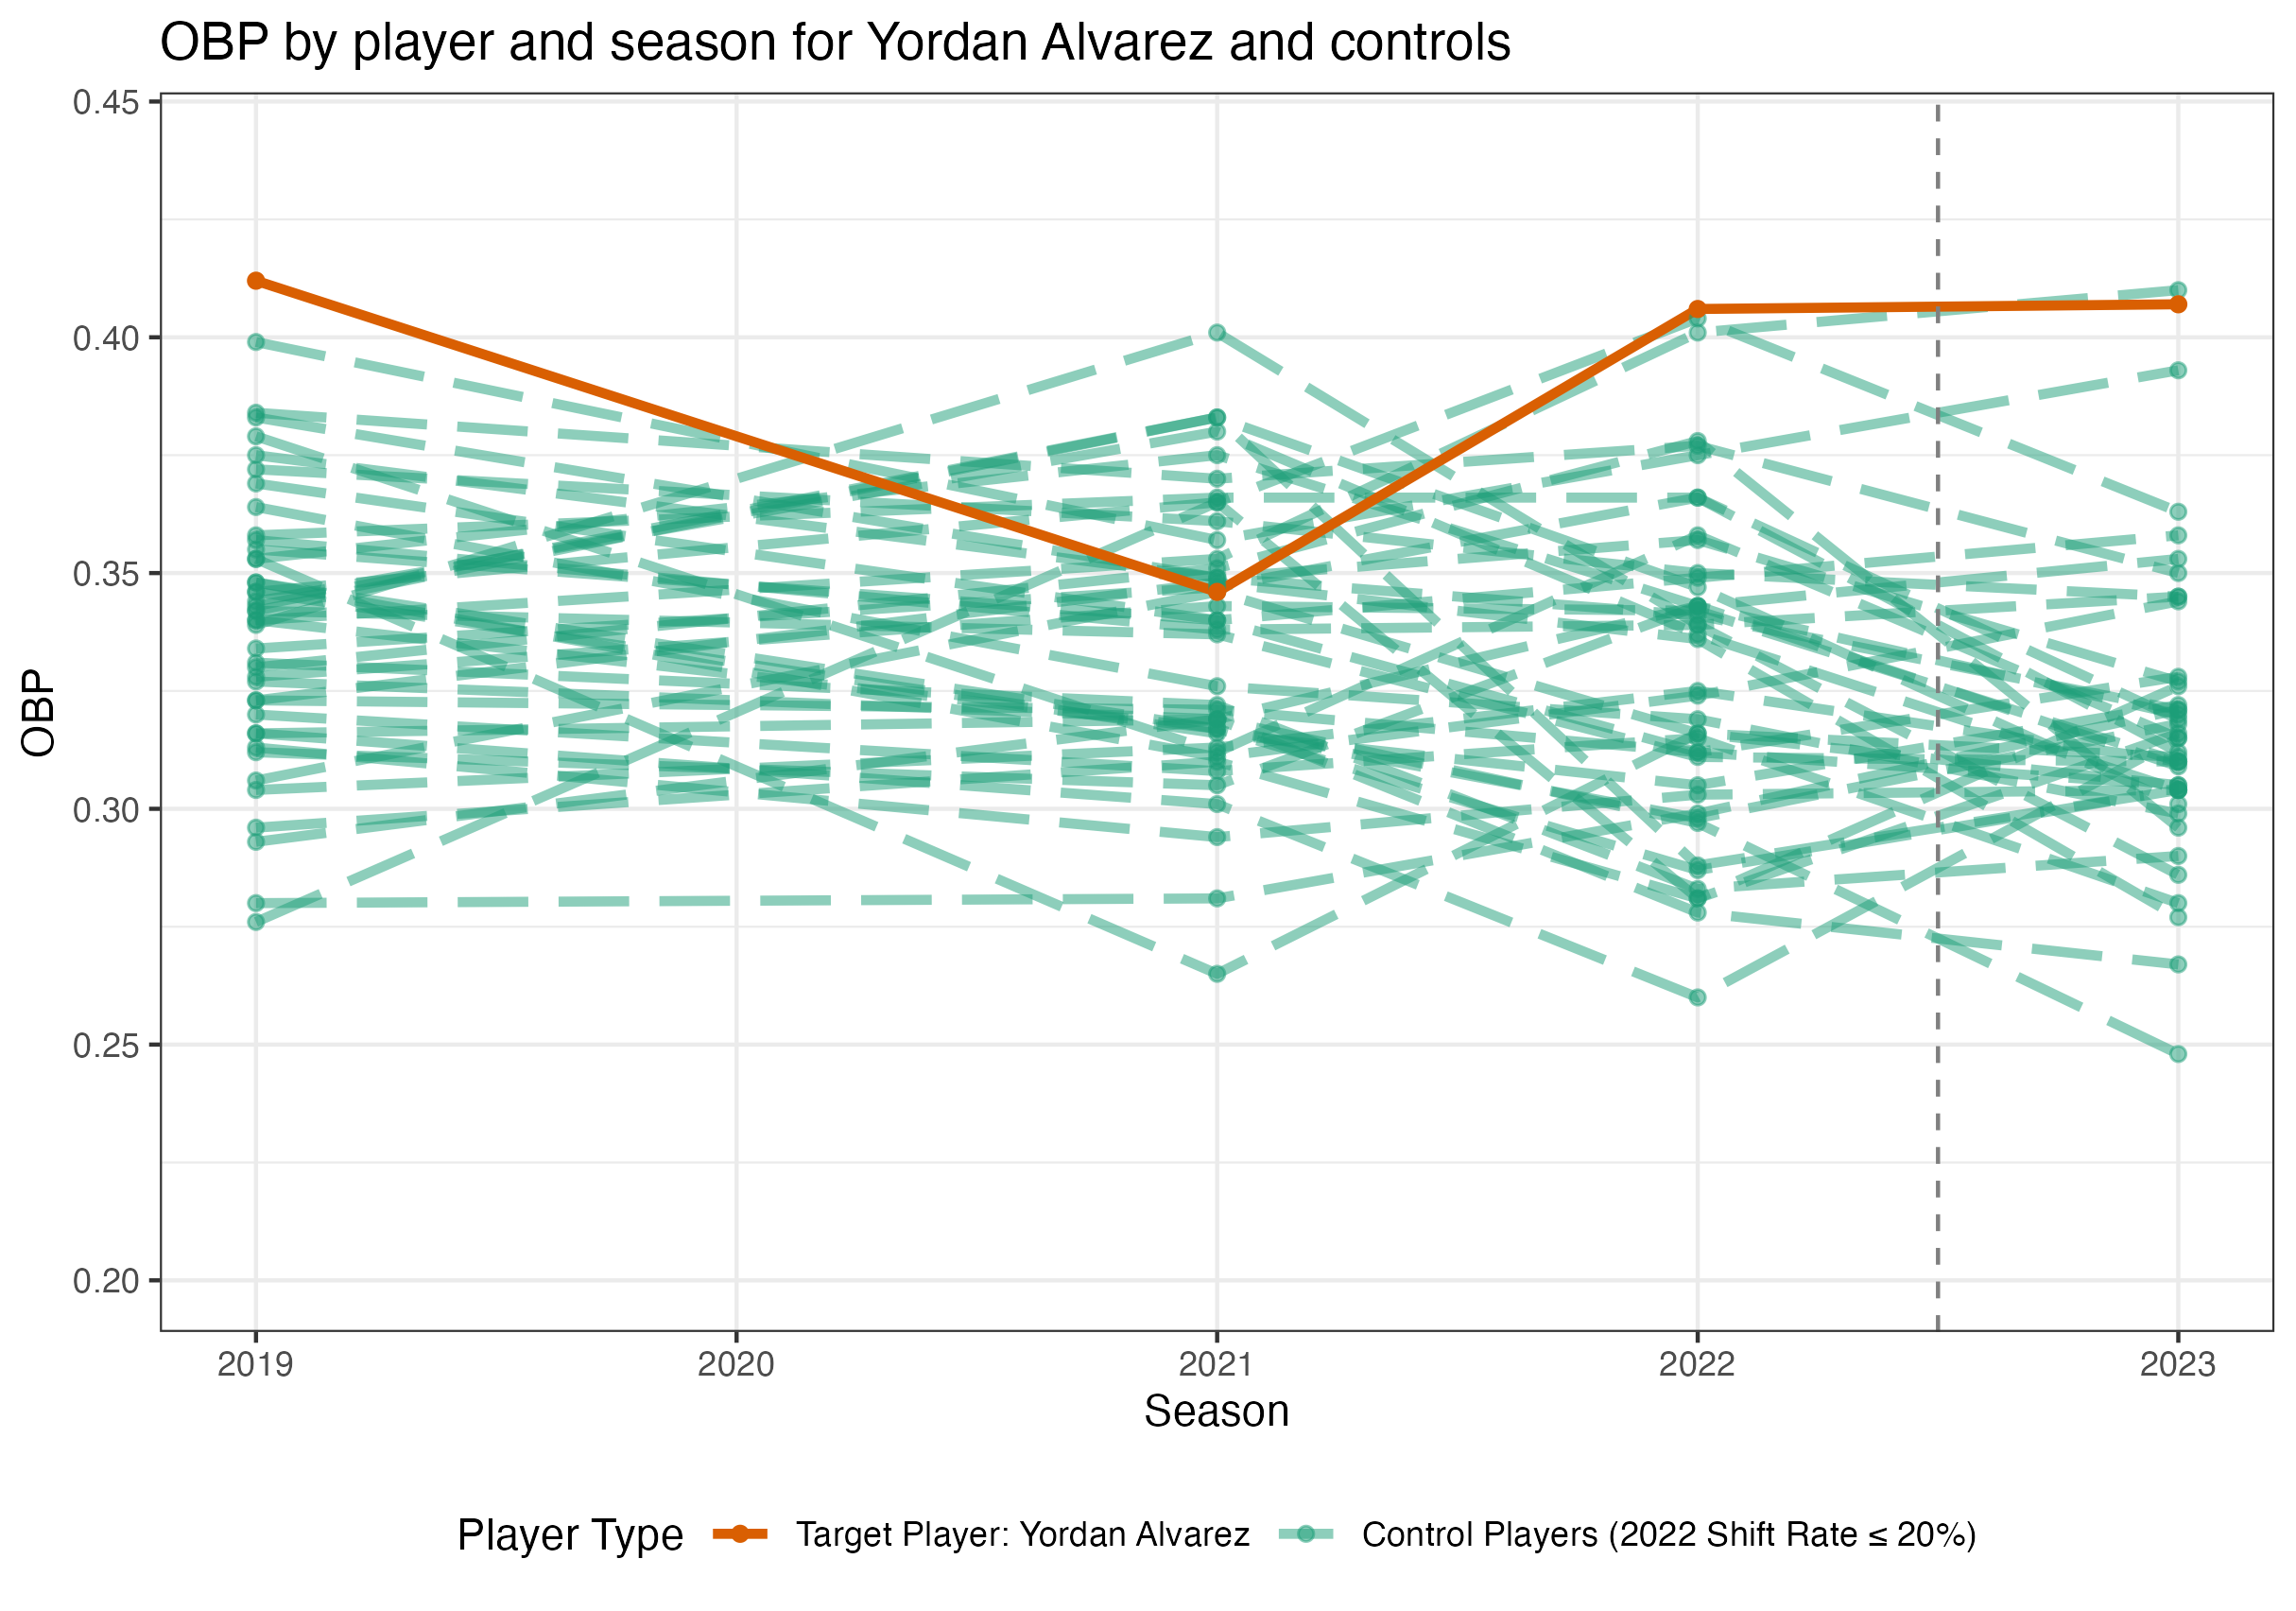 OBP by player and season for Yordan Alvarez and controls
0.45
0.40
0.35
0.30
0.25
0.20
OBP
2019 2020 2021 2022 2023
Season
Player Type Target Player: Yordan Alvarez Control Players (2022 Shift Rate ≤ 20%)